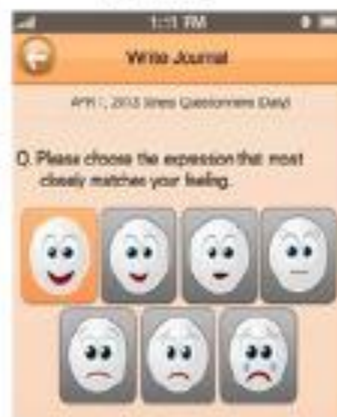 1:11 PM
Write Journal
APR 1, 2013 Stress Questionnaire Daily)
Q. Please choose the expression that most
closely matches your feeling.